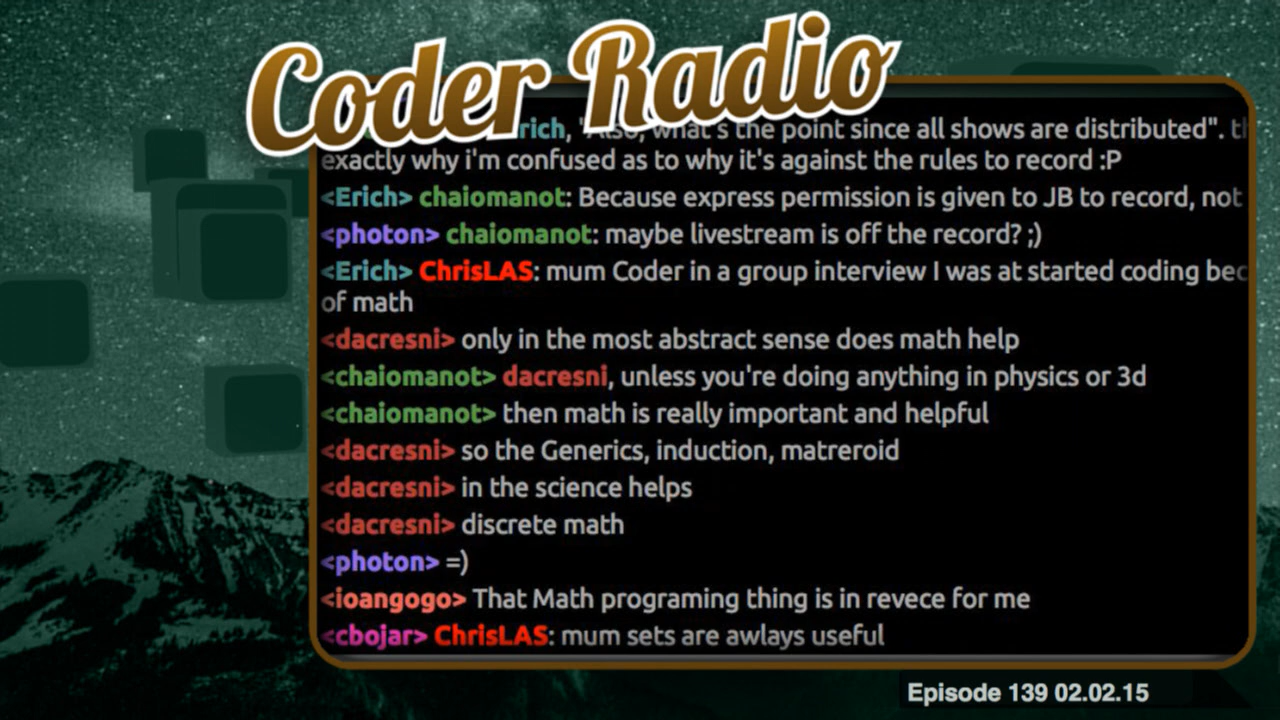 Coder Radio
rich, "Also, what's the point since all shows are distributed".
exactly why i'm confused as to why it's against the rules to record :P
<Erich> chaiomanot: Because express permission is given to JB to record, not
<photon> chaiomanot: maybe livestream is off the record? ;)
<Erich> ChrisLAS: mum Coder in a group interview I was at started coding bec
of math
<dacresni> only in the most abstract sense does math help
<chaiomanot> dacresni, unless you're doing anything in physics or 3d
<chaiomanot> then math is really important and helpful
<dacresni> so the Generics, induction, matreroid
<dacresni> in the science helps
<dacresni> discrete math
<photon> =)
<ioangogo> That Math programing thing is in revece for me
<cbojar> ChrisLAS: mum sets are awlays useful
Episode 139 02.02.15